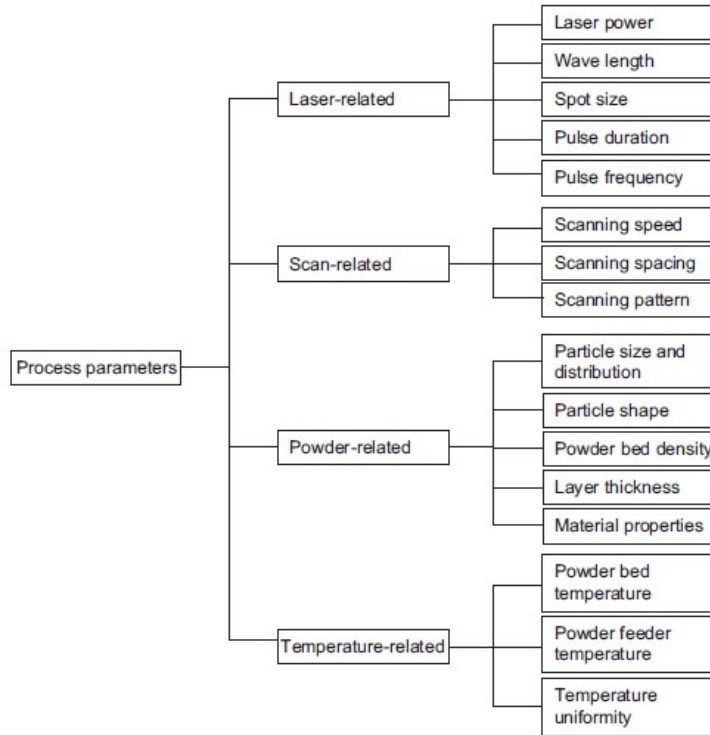 Process parameters
Laser-related
Laser power
Wave length
Spot size
Pulse duration
Pulse frequency
Scan-related
Scanning speed
Scanning spacing
Scanning pattern
Powder-related
Particle size and
distribution
Particle shape
Powder bed density
Layer thickness
Material properties
Temperature-related
Powder bed
temperature
Powder feeder
temperature
Temperature
uniformity